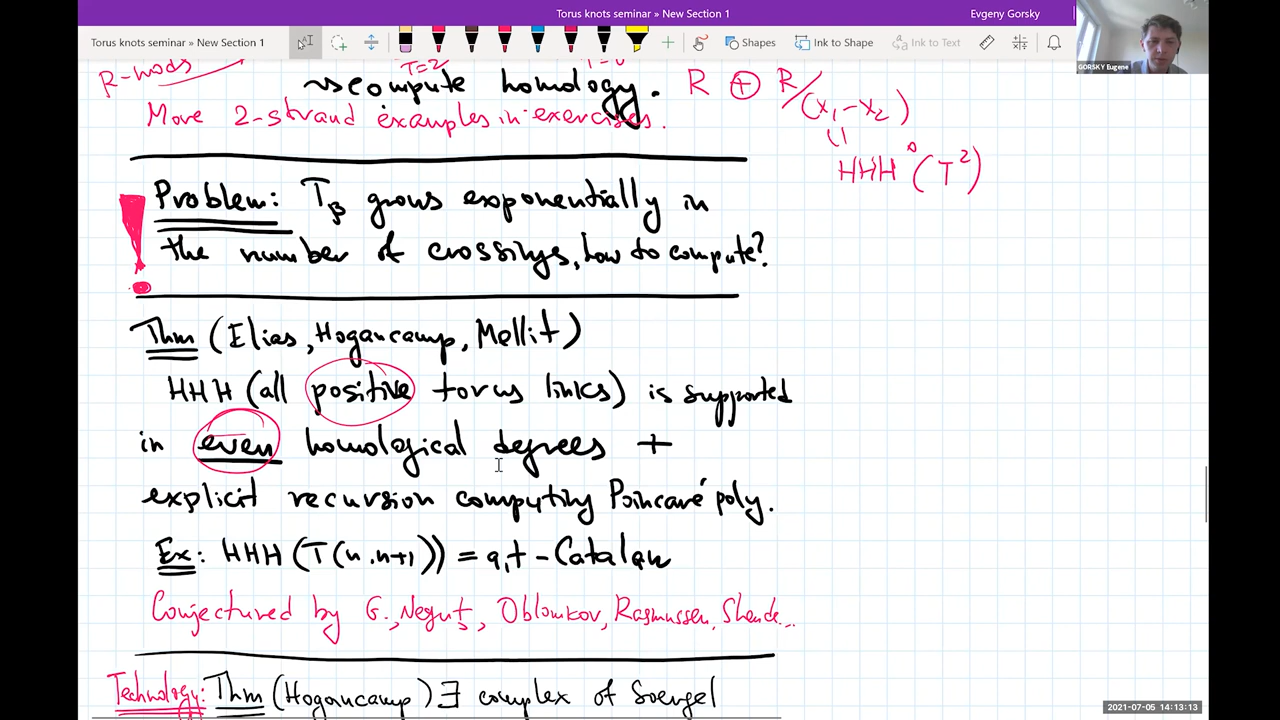 Torus knots seminar » New Section 1
Evgeny Gorsky
Torus knots seminar » New Section 1
Shapes
Ink to Shape
Ink to Text
GORSKY Eugene
R-mods
T=2
compute homology.
R ⊕ R/(x₁-x₂)
More 2-strand examples in exercises.
HHH⁰(T²)
! Problem: T_β grows exponentially in
the number of crossings, how to compute?
Thm (Elias, Hogancamp, Mellit)
HHH (all positive torus links) is supported
in even homological degrees +
explicit recursion computing Poincaré poly.
Ex: HHH (T(n,n+1)) = q,t - Catalan
Conjectured by G., Neguț, Oblomkov, Rasmussen, Shende...
Technology: Thm (Hogancamp) ∃ complex of Soergel
2021-07-05 14:13:13